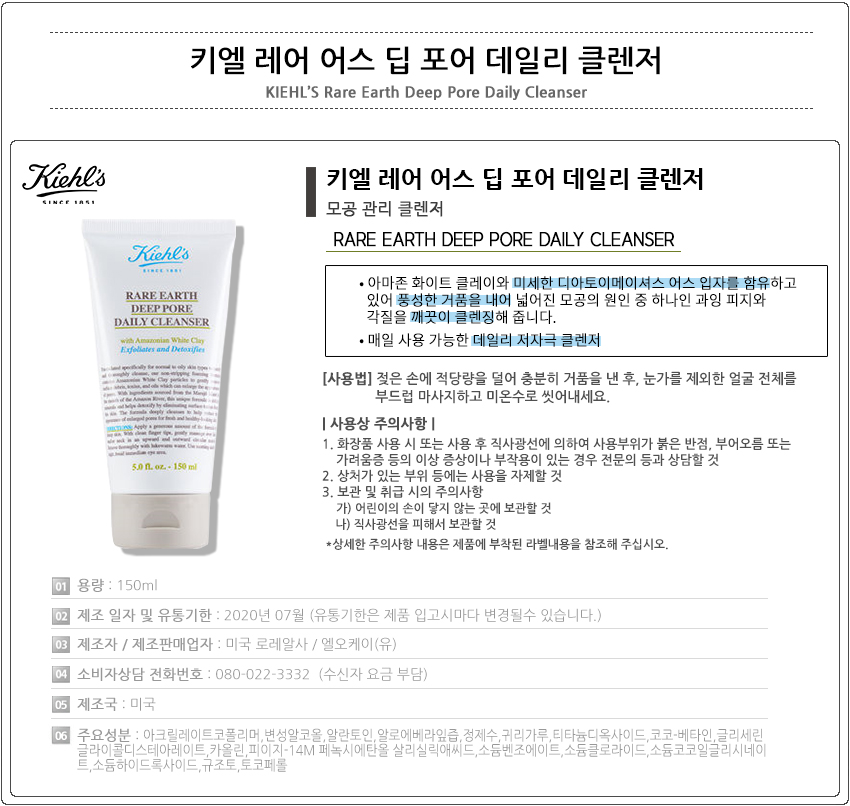 키엘 레어 어스 딥 포어 데일리 클렌저
KIEHL'S Rare Earth Deep Pore Daily Cleanser
Kiehl's
SINCE 1851
키엘 레어 어스 딥 포어 데일리 클렌저
모공 관리 클렌저
RARE EARTH DEEP PORE DAILY CLEANSER
• 아마존 화이트 클레이와 미세한 디아토이메이셔스 어스 입자를 함유하고
있어 풍성한 거품을 내어 넓어진 모공의 원인 중 하나인 과잉 피지와
각질을 깨끗이 클렌징해 줍니다.
• 매일 사용 가능한 데일리 저자극 클렌저
[사용법] 젖은 손에 적당량을 덜어 충분히 거품을 낸 후, 눈가를 제외한 얼굴 전체를
부드럽 마사지하고 미온수로 씻어내세요.
| 사용상 주의사항 |
1. 화장품 사용 시 또는 사용 후 직사광선에 의하여 사용부위가 붉은 반점, 부어오름 또는
가려움증 등의 이상 증상이나 부작용이 있는 경우 전문의 등과 상담할 것
2. 상처가 있는 부위 등에는 사용을 자제할 것
3. 보관 및 취급 시의 주의사항
가) 어린이의 손이 닿지 않는 곳에 보관할 것
나) 직사광선을 피해서 보관할 것
*상세한 주의사항 내용은 제품에 부착된 라벨내용을 참조해 주십시오.
Kiehl's
SINCE 1851
RARE EARTH
DEEP PORE
DAILY CLEANSER
with Amazonian White Clay
Exfoliates and Detoxifies
5.0 fl. oz. - 150 ml
01 용량 : 150ml
02 제조 일자 및 유통기한 : 2020년 07월 (유통기한은 제품 입고시마다 변경될수 있습니다.)
03 제조자 / 제조판매업자 : 미국 로레알사 / 엘오케이(유)
04 소비자상담 전화번호 : 080-022-3332 (수신자 요금 부담)
05 제조국 : 미국
06 주요성분 : 아크릴레이트코폴리머,변성알코올,알란토인,알로에베라잎즙,정제수,귀리가루,티타늄디옥사이드,코코-베타인,글리세린
글라이콜디스테아레이트,카올린,피이지-14M 페녹시에탄올 살리실릭애씨드,소듐벤조에이트,소듐클로라이드,소듐코코일글리시네이
트,소듐하이드록사이드,규조토,토코페롤